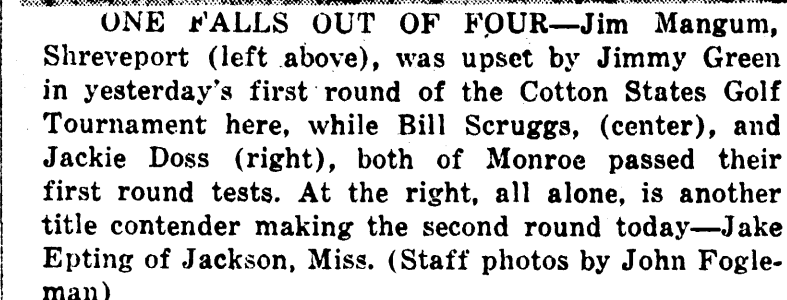 ONE FALLS OUT OF FOUR—Jim Mangum,
Shreveport (left above), was upset by Jimmy Green
in yesterday's first round of the Cotton States Golf
Tournament here, while Bill Scruggs, (center), and
Jackie Doss (right), both of Monroe passed their
first round tests. At the right, all alone, is another
title contender making the second round today—Jake
Epting of Jackson, Miss. (Staff photos by John Fogle-
man)